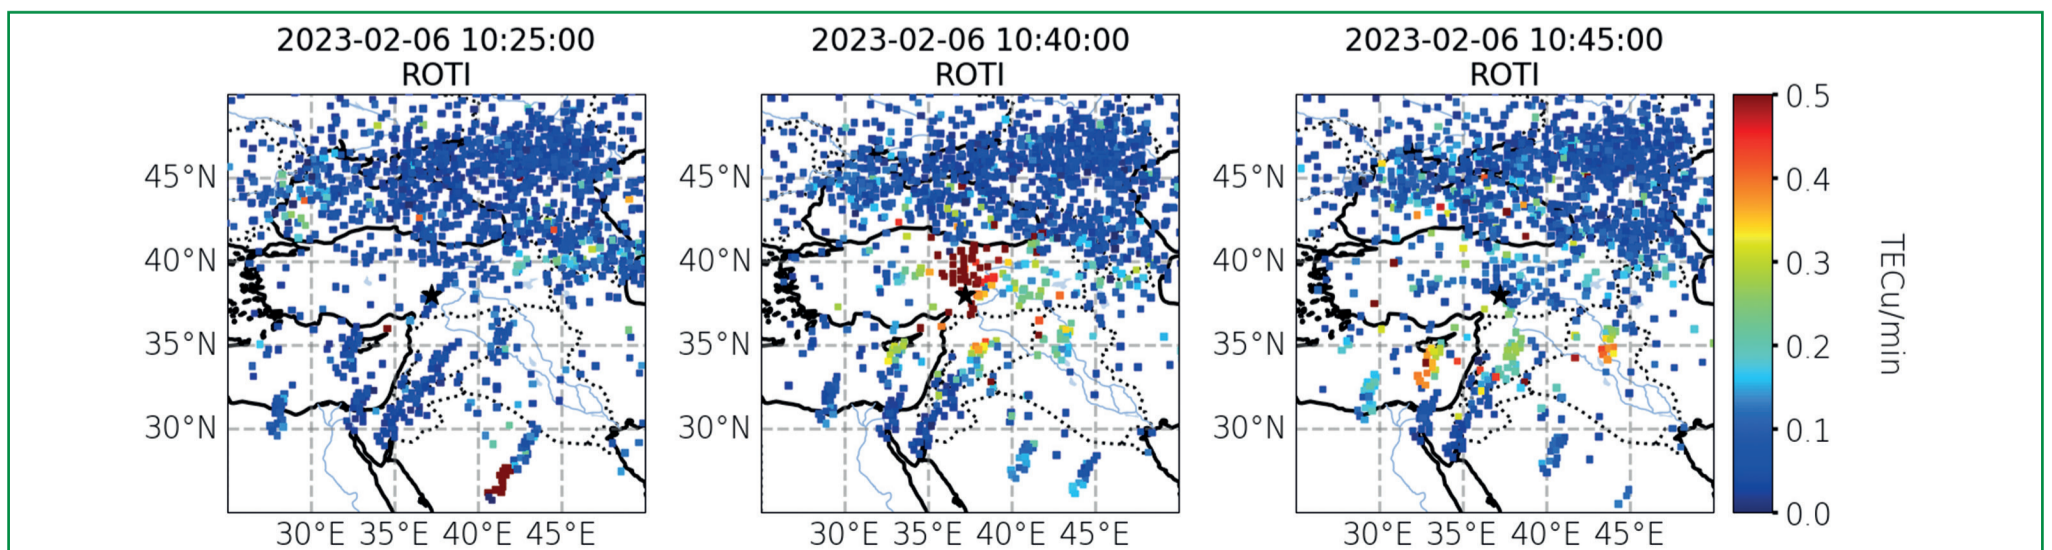 2023-02-06 10:25:00
ROTI
2023-02-06 10:40:00
ROTI
2023-02-06 10:45:00
ROTI
45°N
40°N
35°N
30°N
30°E 35°E 40°E 45°E
45°N
40°N
35°N
30°N
30°E 35°E 40°E 45°E
45°N
40°N
35°N
30°N
30°E 35°E 40°E 45°E
0.5
0.4
0.3
0.2
0.1
0.0
TECu/min